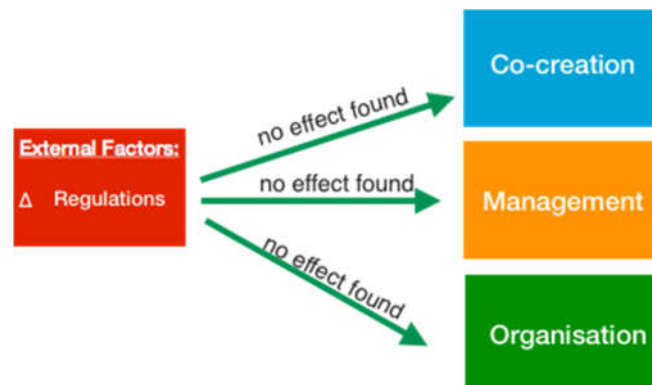 Co-creation
no effect found
External Factors:
Δ Regulations
no effect found
Management
no effect found
Organisation